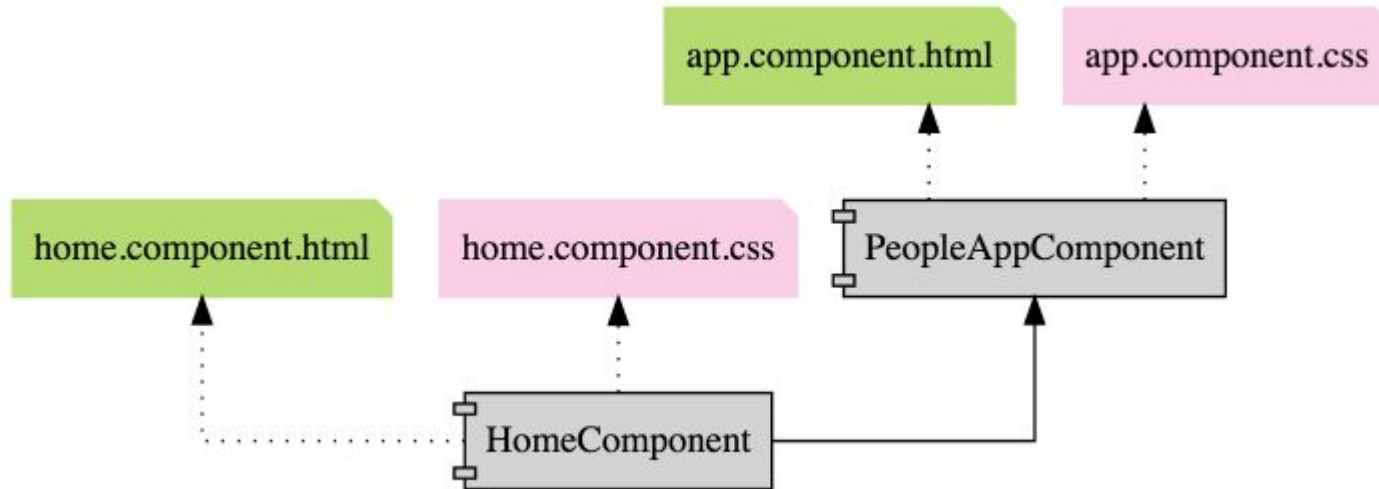 app.component.html
app.component.css
home.component.html
home.component.css
PeopleAppComponent
HomeComponent